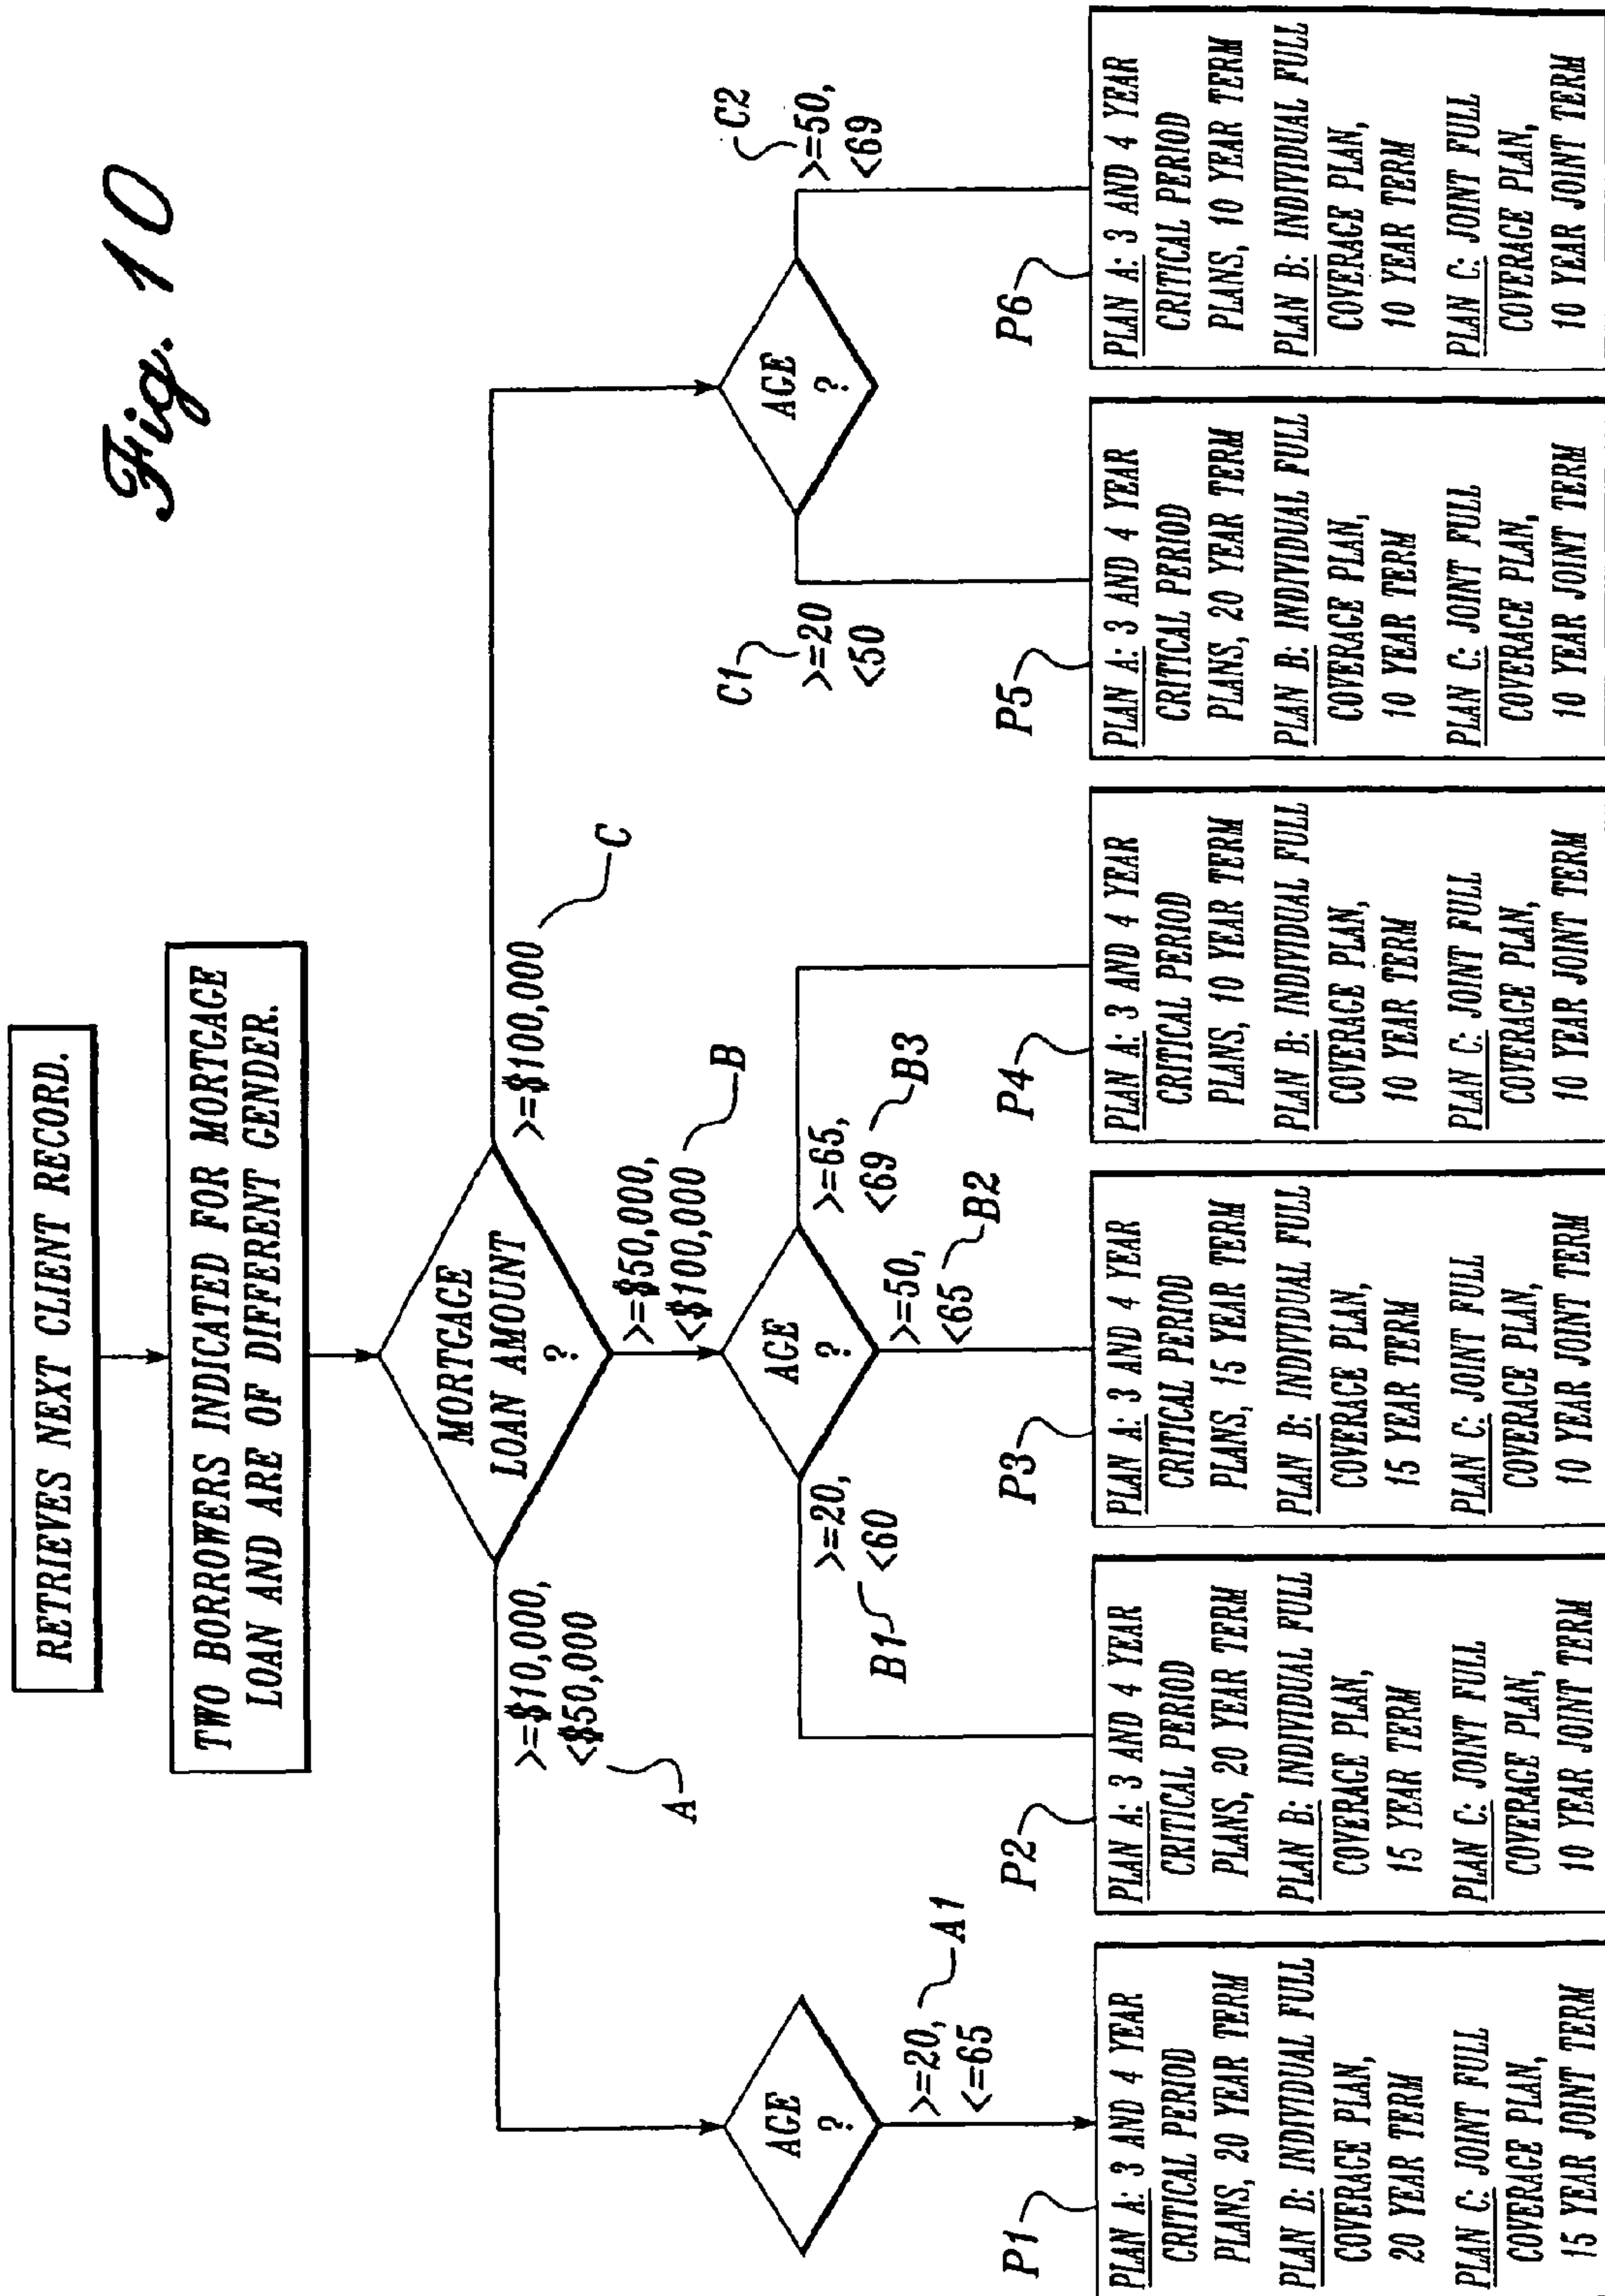 Fig. 10
RETRIEVES NEXT CLIENT RECORD.
TWO BORROWERS INDICATED FOR MORTGAGE
LOAN AND ARE OF DIFFERENT GENDER.
MORTGAGE
LOAN AMOUNT
?
>=$10,000,
<$50,000
A
>=$50,000,
<$100,000
B
>=$100,000
C
AGE
?
>=20,
<=65
A1
AGE
?
>=20,
<60
B1
>=50,
<65
B2
>=65,
<69
B3
AGE
?
C1
>=20
<50
C2
>=50,
<69
P1
PLAN A: 3 AND 4 YEAR
CRITICAL PERIOD
PLANS, 20 YEAR TERM
PLAN B: INDIVIDUAL FULL
COVERAGE PLAN,
20 YEAR TERM
PLAN C: JOINT FULL
COVERAGE PLAN,
15 YEAR JOINT TERM
P2
PLAN A: 3 AND 4 YEAR
CRITICAL PERIOD
PLANS, 20 YEAR TERM
PLAN B: INDIVIDUAL FULL
COVERAGE PLAN,
15 YEAR TERM
PLAN C: JOINT FULL
COVERAGE PLAN,
10 YEAR JOINT TERM
P3
PLAN A: 3 AND 4 YEAR
CRITICAL PERIOD
PLANS, 15 YEAR TERM
PLAN B: INDIVIDUAL FULL
COVERAGE PLAN,
15 YEAR TERM
PLAN C: JOINT FULL
COVERAGE PLAN,
10 YEAR JOINT TERM
P4
PLAN A: 3 AND 4 YEAR
CRITICAL PERIOD
PLANS, 10 YEAR TERM
PLAN B: INDIVIDUAL FULL
COVERAGE PLAN,
10 YEAR TERM
PLAN C: JOINT FULL
COVERAGE PLAN,
10 YEAR JOINT TERM
P5
PLAN A: 3 AND 4 YEAR
CRITICAL PERIOD
PLANS, 20 YEAR TERM
PLAN B: INDIVIDUAL FULL
COVERAGE PLAN,
10 YEAR TERM
PLAN C: JOINT FULL
COVERAGE PLAN,
10 YEAR JOINT TERM
P6
PLAN A: 3 AND 4 YEAR
CRITICAL PERIOD
PLANS, 10 YEAR TERM
PLAN B: INDIVIDUAL FULL
COVERAGE PLAN,
10 YEAR TERM
PLAN C: JOINT FULL
COVERAGE PLAN,
10 YEAR JOINT TERM